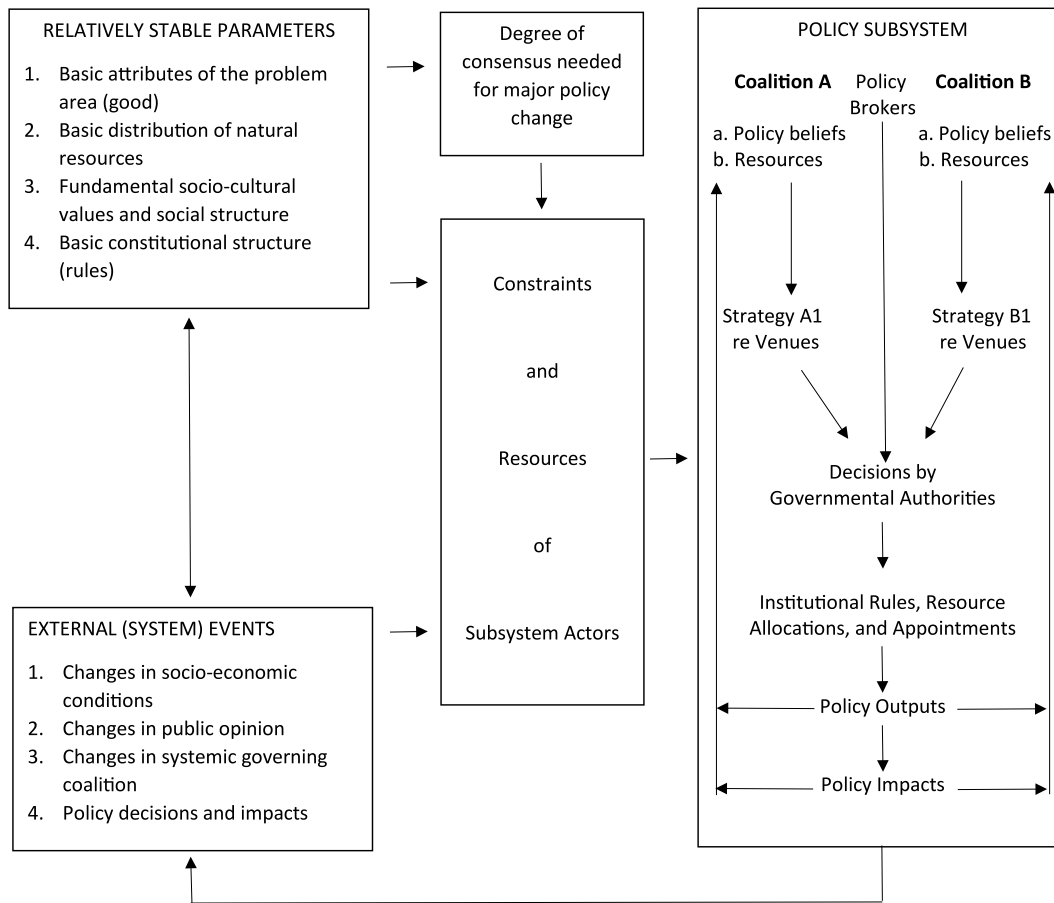 RELATIVELY STABLE PARAMETERS
1. Basic attributes of the problem
area (good)
2. Basic distribution of natural
resources
3. Fundamental socio-cultural
values and social structure
4. Basic constitutional structure
(rules)
Degree of
consensus needed
for major policy
change
Constraints
and
Resources
of
Subsystem Actors
EXTERNAL (SYSTEM) EVENTS
1. Changes in socio-economic
conditions
2. Changes in public opinion
3. Changes in systemic governing
coalition
4. Policy decisions and impacts
POLICY SUBSYSTEM
Coalition A
a. Policy beliefs
b. Resources
Policy
Brokers
Coalition B
a. Policy beliefs
b. Resources
Strategy A1
re Venues
Strategy B1
re Venues
Decisions by
Governmental Authorities
Institutional Rules, Resource
Allocations, and Appointments
Policy Outputs
Policy Impacts